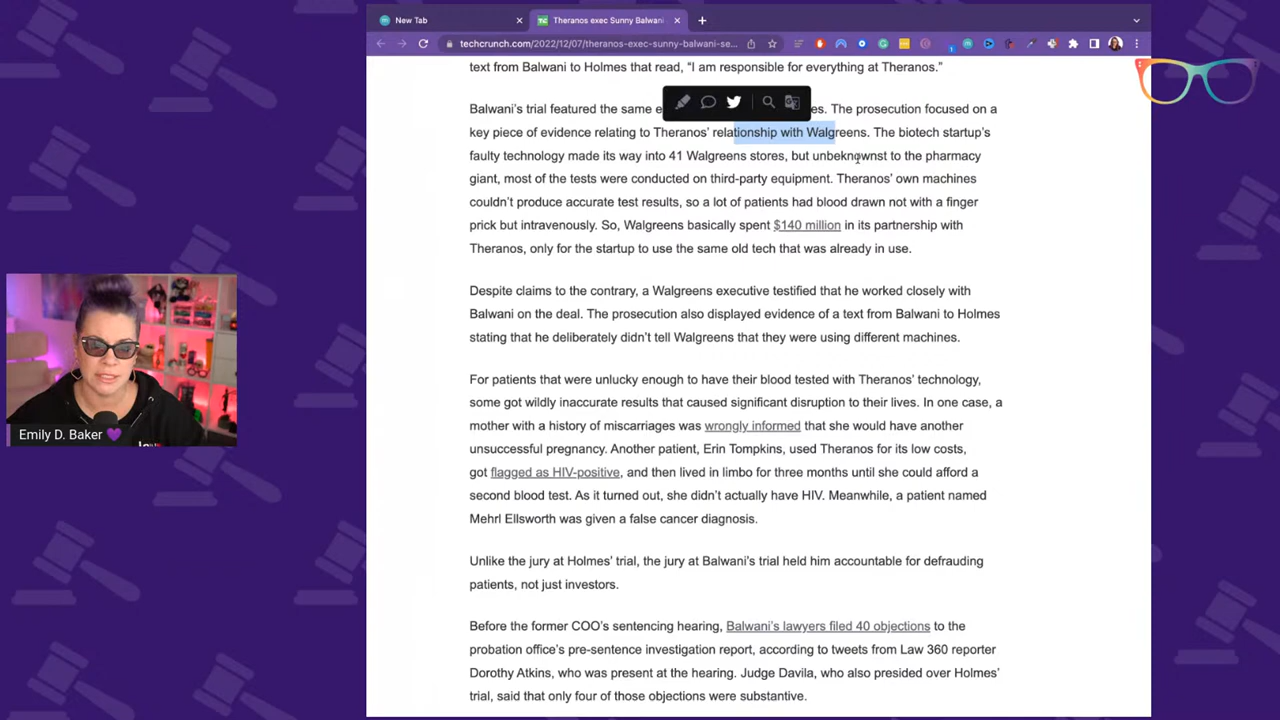 New Tab
Theranos exec Sunny Balwani
techcrunch.com/2022/12/07/theranos-exec-sunny-balwani-se...
text from Balwani to Holmes that read, “I am responsible for everything at Theranos.”
Balwani’s trial featured the same e es. The prosecution focused on a
key piece of evidence relating to Theranos’ relationship with Walgreens. The biotech startup’s
faulty technology made its way into 41 Walgreens stores, but unbeknownst to the pharmacy
giant, most of the tests were conducted on third-party equipment. Theranos’ own machines
couldn’t produce accurate test results, so a lot of patients had blood drawn not with a finger
prick but intravenously. So, Walgreens basically spent $140 million in its partnership with
Theranos, only for the startup to use the same old tech that was already in use.
Despite claims to the contrary, a Walgreens executive testified that he worked closely with
Balwani on the deal. The prosecution also displayed evidence of a text from Balwani to Holmes
stating that he deliberately didn’t tell Walgreens that they were using different machines.
For patients that were unlucky enough to have their blood tested with Theranos’ technology,
some got wildly inaccurate results that caused significant disruption to their lives. In one case, a
mother with a history of miscarriages was wrongly informed that she would have another
unsuccessful pregnancy. Another patient, Erin Tompkins, used Theranos for its low costs,
got flagged as HIV-positive, and then lived in limbo for three months until she could afford a
second blood test. As it turned out, she didn’t actually have HIV. Meanwhile, a patient named
Mehrl Ellsworth was given a false cancer diagnosis.
Unlike the jury at Holmes’ trial, the jury at Balwani’s trial held him accountable for defrauding
patients, not just investors.
Before the former COO’s sentencing hearing, Balwani’s lawyers filed 40 objections to the
probation office’s pre-sentence investigation report, according to tweets from Law 360 reporter
Dorothy Atkins, who was present at the hearing. Judge Davila, who also presided over Holmes’
trial, said that only four of those objections were substantive.
Emily D. Baker